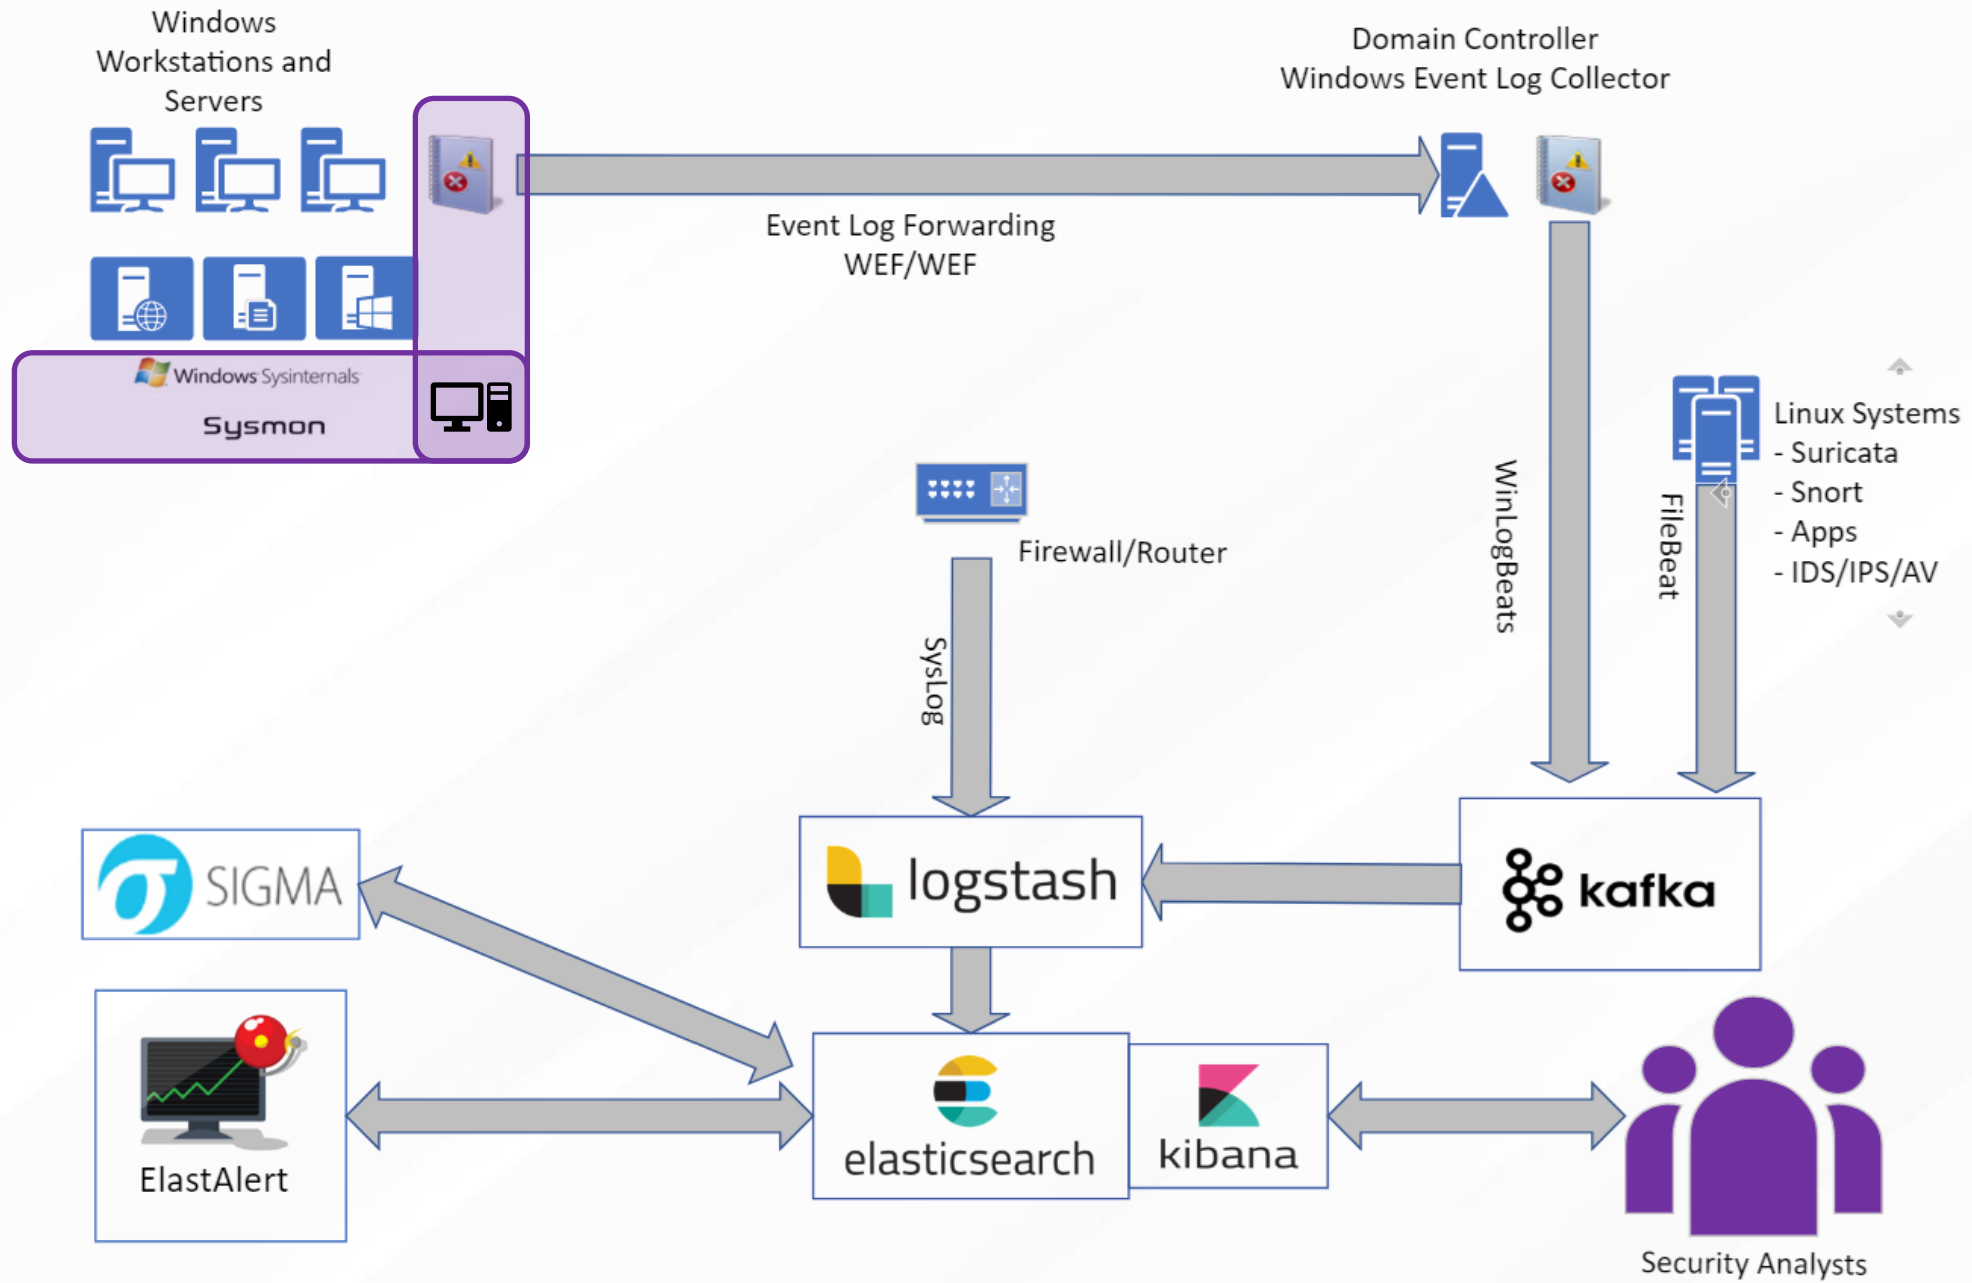 Windows
Workstations and
Servers
Domain Controller
Windows Event Log Collector
Event Log Forwarding
WEF/WEF
Windows Sysinternals
Sysmon
Linux Systems
- Suricata
- Snort
- Apps
- IDS/IPS/AV
WinLogBeats
FileBeat
Firewall/Router
SysLog
SIGMA
logstash
kafka
ElastAlert
elasticsearch
kibana
Security Analysts